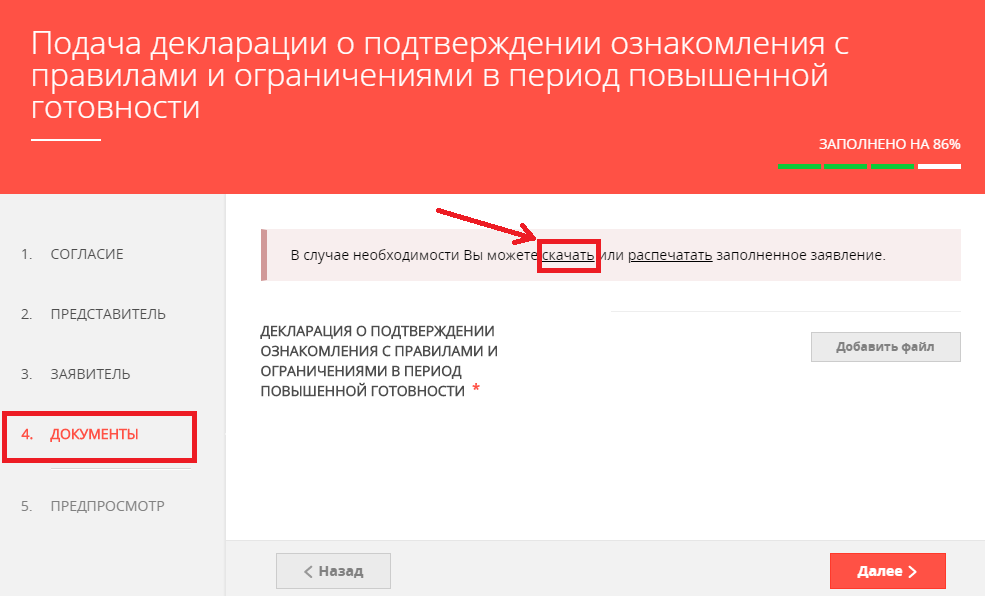 Подача декларации о подтверждении ознакомления с
правилами и ограничениями в период повышенной
готовности
ЗАПОЛНЕНО НА 86%
1. СОГЛАСИЕ
2. ПРЕДСТАВИТЕЛЬ
3. ЗАЯВИТЕЛЬ
4. ДОКУМЕНТЫ
5. ПРЕДПРОСМОТР
В случае необходимости Вы можете скачать или распечатать заполненное заявление.
ДЕКЛАРАЦИЯ О ПОДТВЕРЖДЕНИИ
ОЗНАКОМЛЕНИЯ С ПРАВИЛАМИ И
ОГРАНИЧЕНИЯМИ В ПЕРИОД
ПОВЫШЕННОЙ ГОТОВНОСТИ *
Добавить файл
Назад
Далее